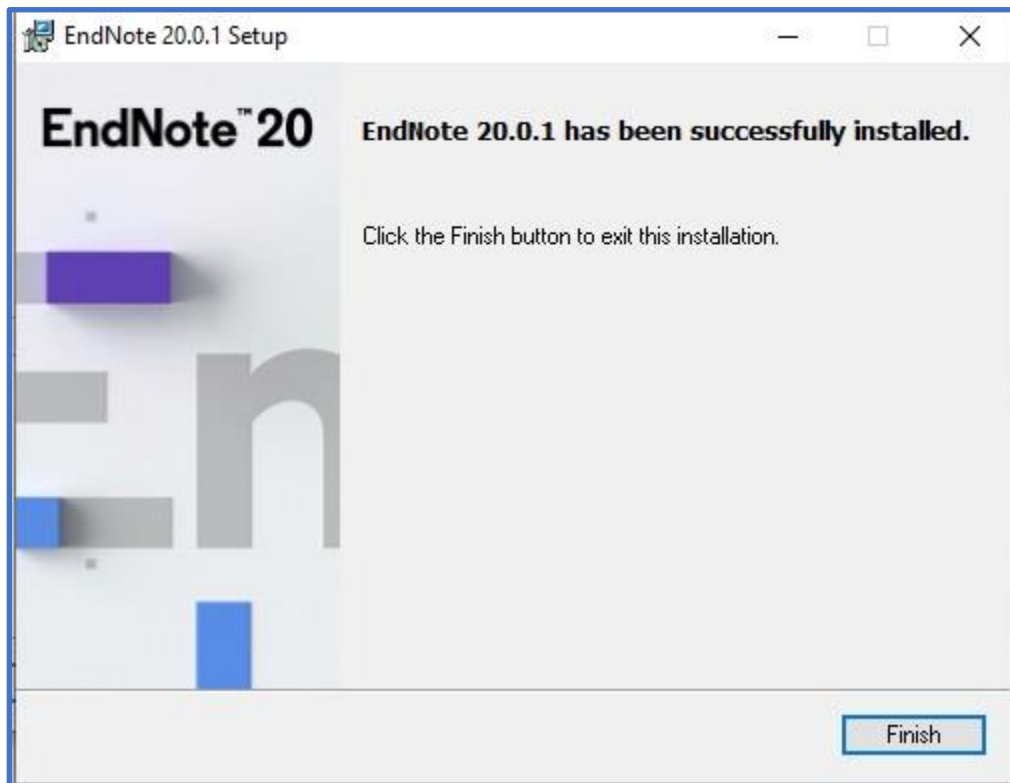 EndNote 20.0.1 Setup
EndNote™20
EndNote 20.0.1 has been successfully installed.
Click the Finish button to exit this installation.
En
Finish